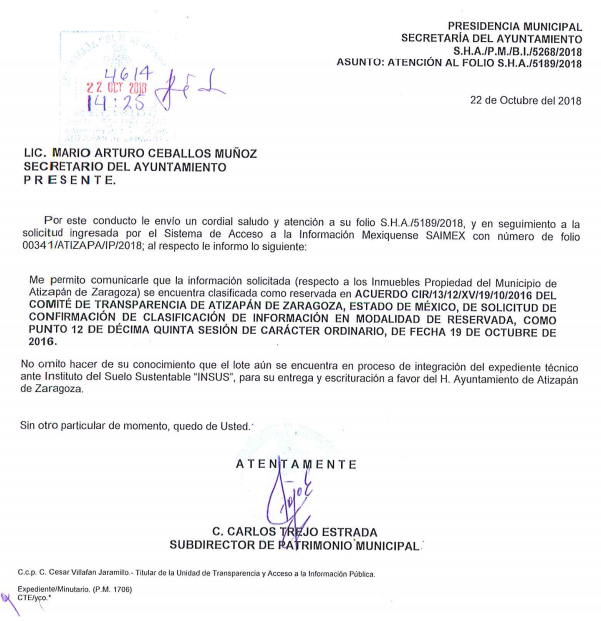 PRESIDENCIA MUNICIPAL
SECRETARÍA DEL AYUNTAMIENTO
S.H.A./P.M./B.I./5268/2018
ASUNTO: ATENCIÓN AL FOLIO S.H.A./5189/2018
4614
22 OCT 2018
14:25
22 de Octubre del 2018
LIC. MARIO ARTURO CEBALLOS MUÑOZ
SECRETARIO DEL AYUNTAMIENTO
P R E S E N T E.
Por este conducto le envío un cordial saludo y atención a su folio S.H.A./5189/2018, y en seguimiento a la
solicitud ingresada por el Sistema de Acceso a la Información Mexiquense SAIMEX con número de folio
00341/ATIZAPA/IP/2018; al respecto le informo lo siguiente:
Me permito comunicarle que la información solicitada (respecto a los Inmuebles Propiedad del Municipio de
Atizapán de Zaragoza) se encuentra clasificada como reservada en ACUERDO CIR/13/12/XV/19/10/2016 DEL
COMITÉ DE TRANSPARENCIA DE ATIZAPÁN DE ZARAGOZA, ESTADO DE MÉXICO, DE SOLICITUD DE
CONFIRMACIÓN DE CLASIFICACIÓN DE INFORMACIÓN EN MODALIDAD DE RESERVADA, COMO
PUNTO 12 DE DÉCIMA QUINTA SESIÓN DE CARÁCTER ORDINARIO, DE FECHA 19 DE OCTUBRE DE
2016.
No omito hacer de su conocimiento que el lote aún se encuentra en proceso de integración del expediente técnico
ante Instituto del Suelo Sustentable "INSUS", para su entrega y escrituración a favor del H. Ayuntamiento de Atizapán
de Zaragoza.
Sin otro particular de momento, quedo de Usted.
A T E N T A M E N T E
C. CARLOS TREJO ESTRADA
SUBDIRECTOR DE PATRIMONIO MUNICIPAL
C.c.p. C. Cesar Villafan Jaramillo.- Titular de la Unidad de Transparencia y Acceso a la Información Pública.
Expediente/Minutario. (P.M. 1706)
CTE/yço.*